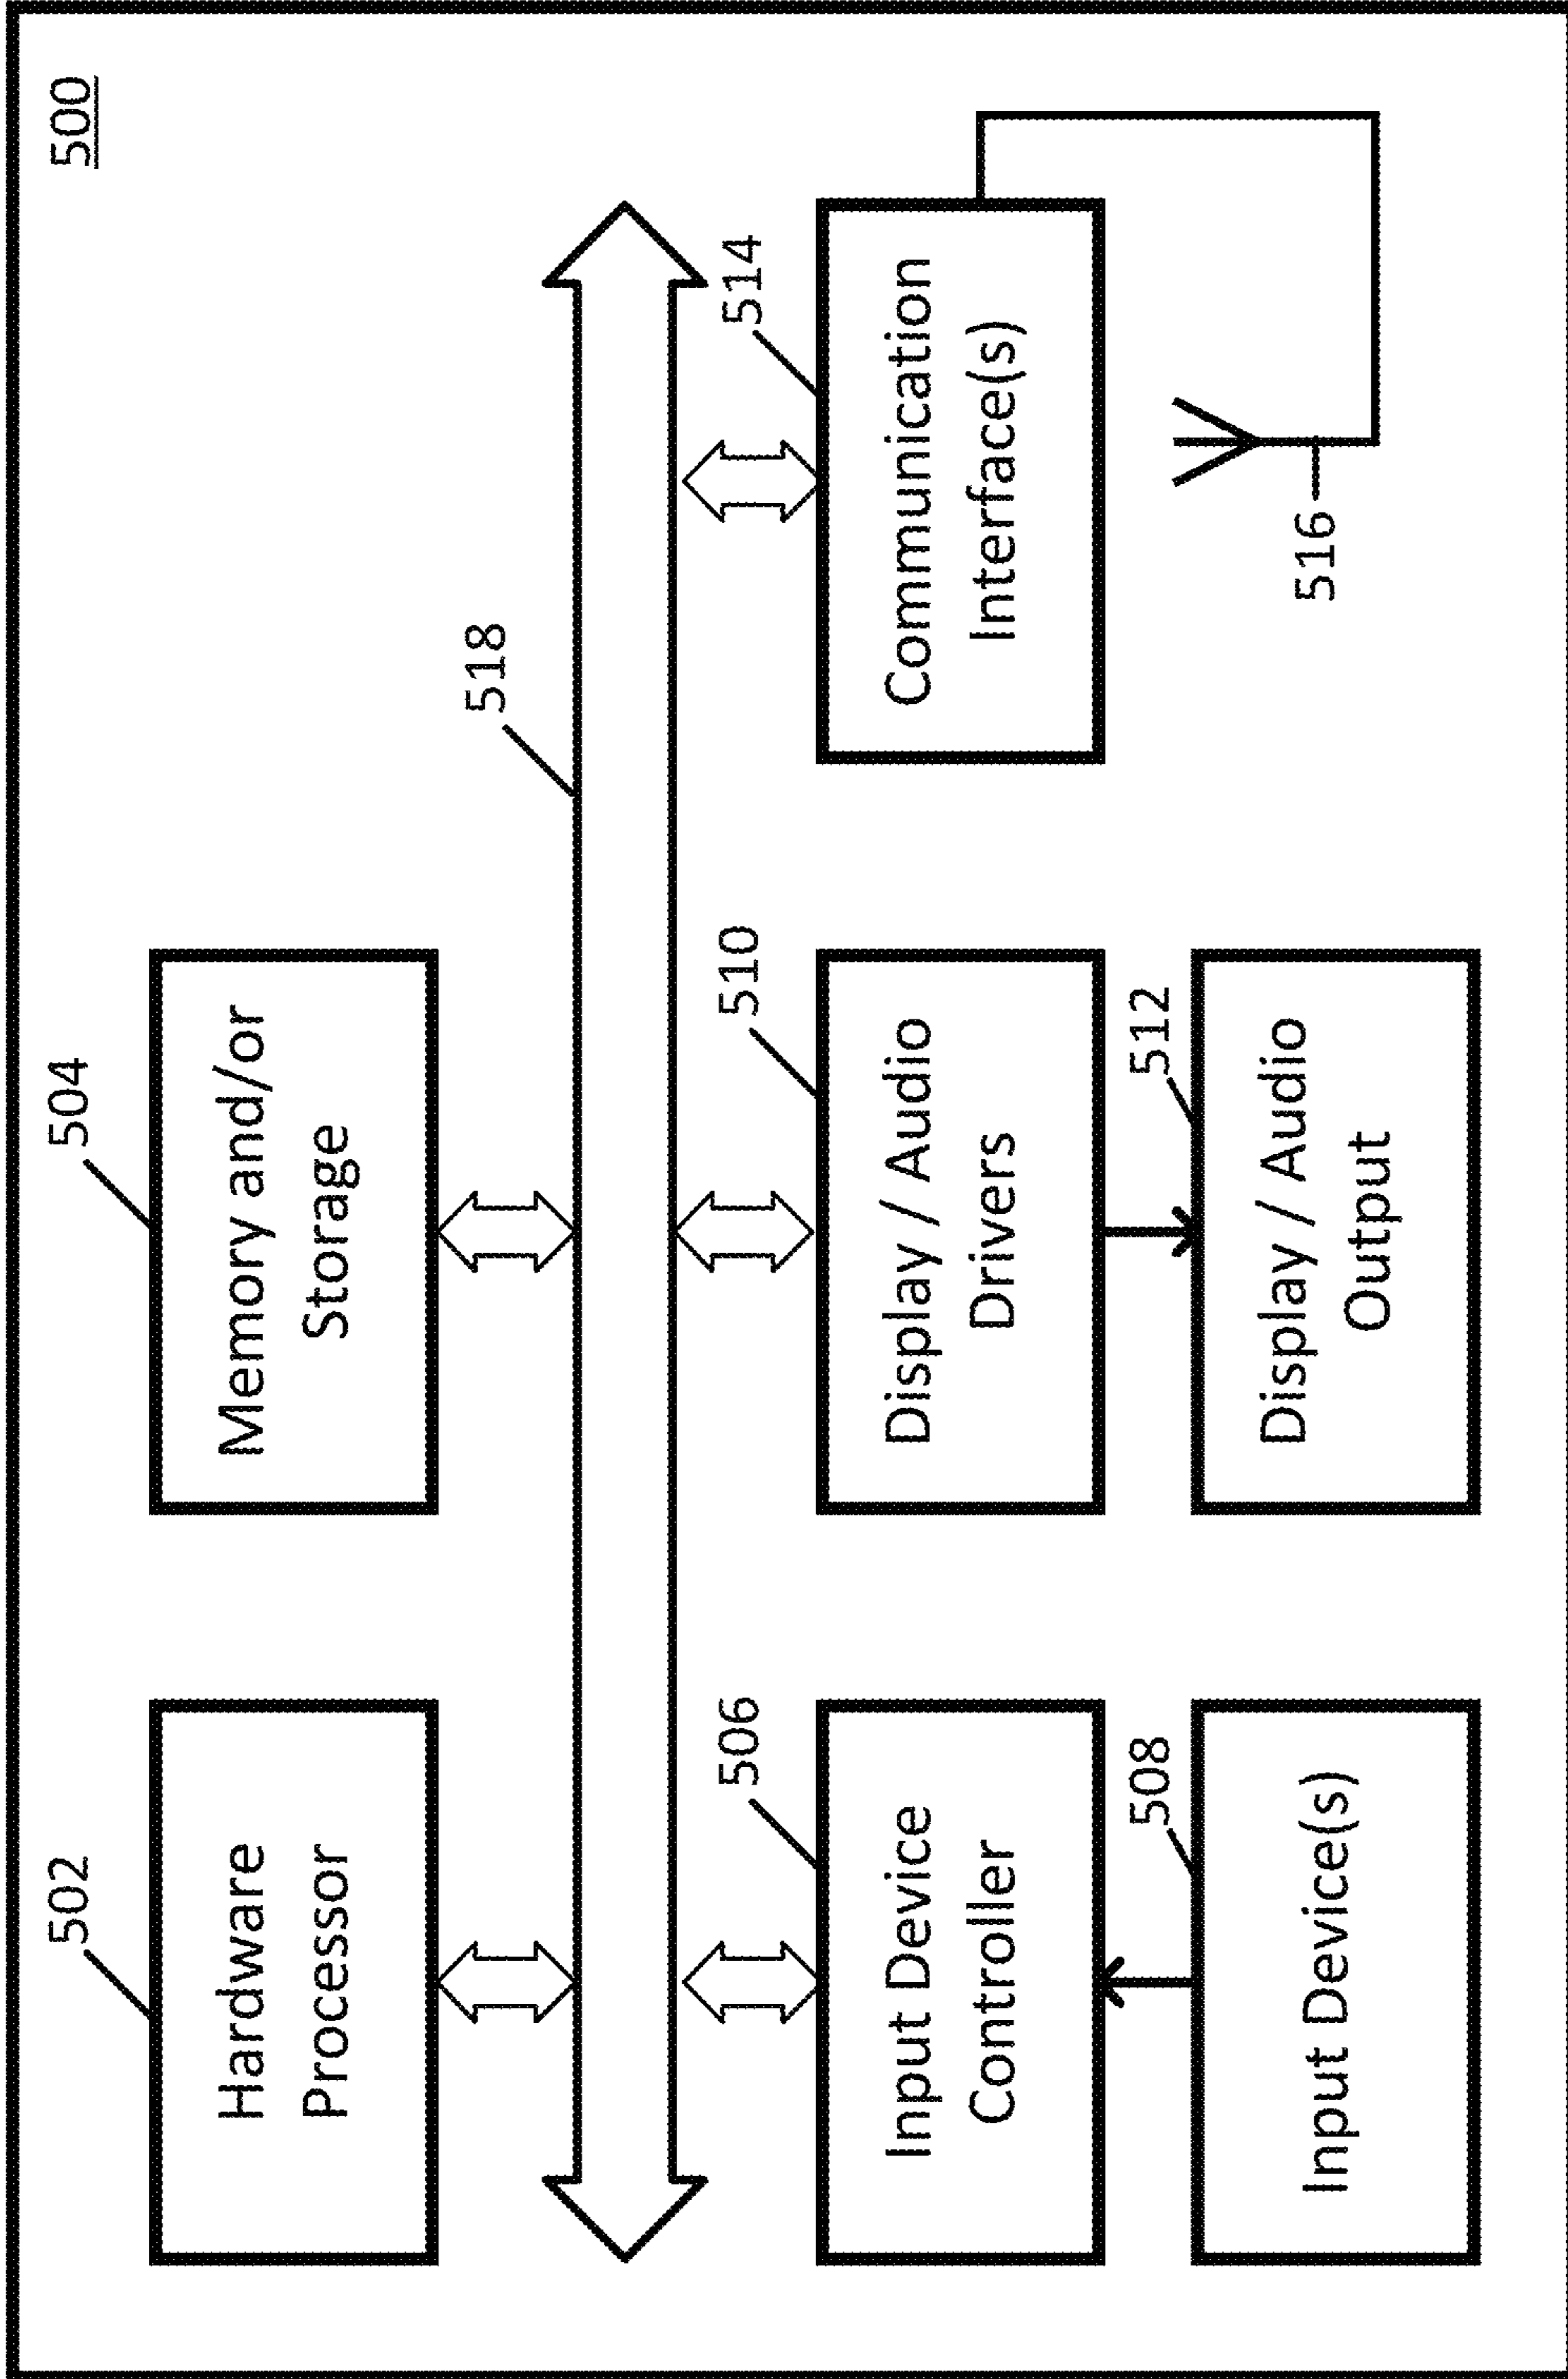 500
502
Hardware
Processor
504
Memory and/or
Storage
518
506
Input Device
Controller
510
Display / Audio
Drivers
514
Communication
Interface(s)
508
Input Device(s)
512
Display / Audio
Output
516